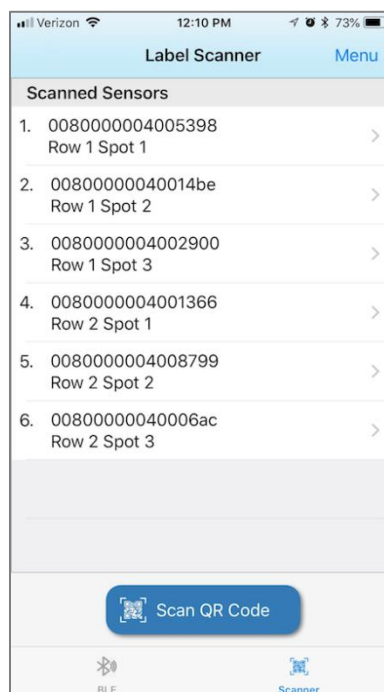 Verizon 12:10 PM 73%
Label Scanner Menu
Scanned Sensors
1. 0080000004005398
Row 1 Spot 1
2. 00800000040014be
Row 1 Spot 2
3. 0080000004002900
Row 1 Spot 3
4. 0080000004001366
Row 2 Spot 1
5. 0080000004008799
Row 2 Spot 2
6. 00800000040006ac
Row 2 Spot 3
Scan QR Code
BLE Scanner